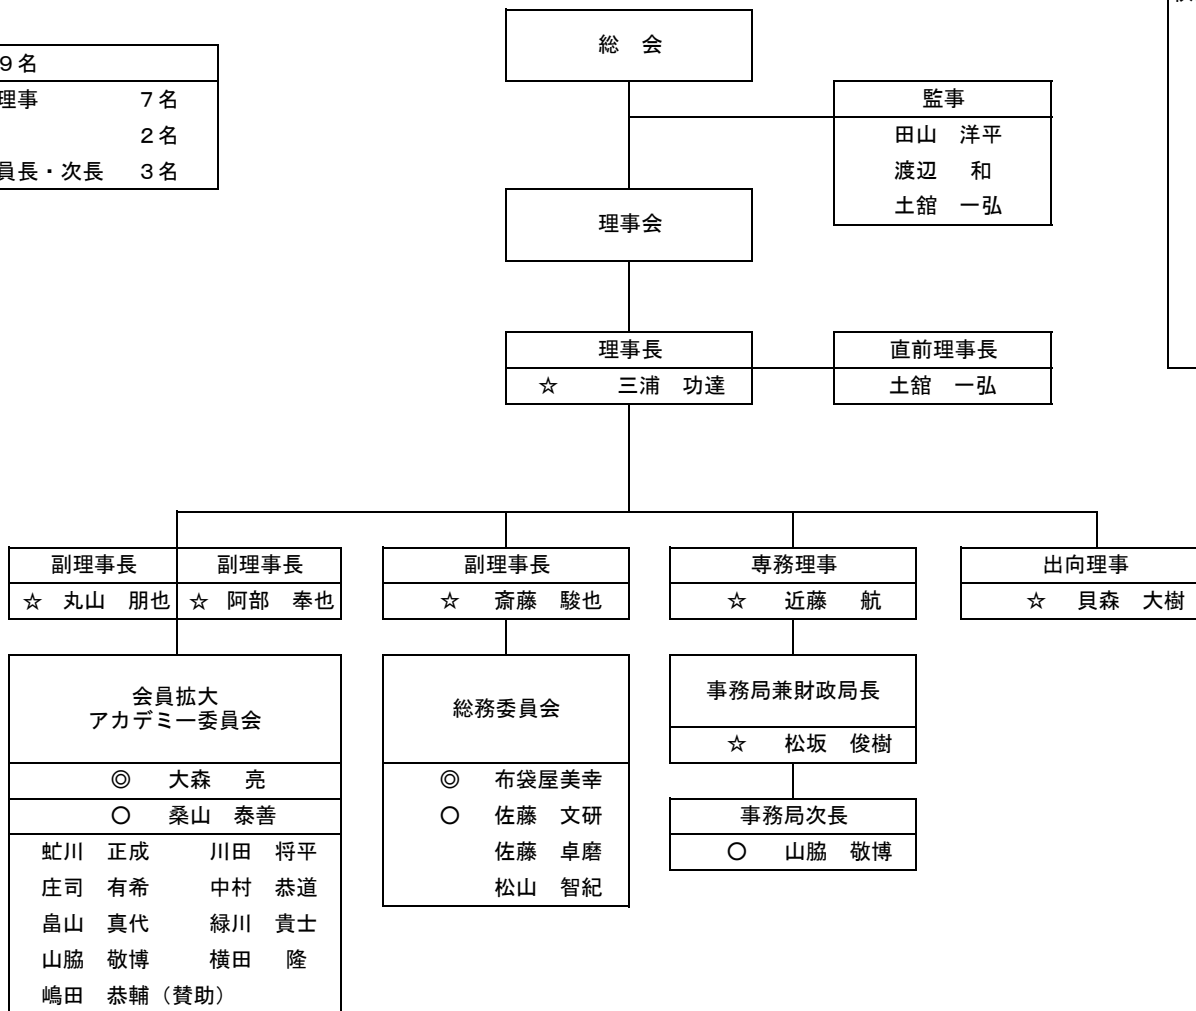 総　会
９名
理事　７名
２名
員長・次長　３名
監事
田山　洋平
渡辺　和
土舘　一弘
理事会
理事長
☆　三浦　功達
直前理事長
土舘　一弘
副理事長
☆　丸山　朋也
副理事長
☆　阿部　奉也
副理事長
☆　斎藤　駿也
専務理事
☆　近藤　航
出向理事
☆　貝森　大樹
会員拡大
アカデミー委員会
◎　大森　亮
○　桑山　泰善
虻川　正成　川田　将平
庄司　有希　中村　恭道
畠山　真代　緑川　貴士
山脇　敬博　横田　隆
嶋田　恭輔（賛助）
総務委員会
◎　布袋屋美幸
○　佐藤　文研
佐藤　卓磨
松山　智紀
事務局兼財政局長
☆　松坂　俊樹
事務局次長
○　山脇　敬博